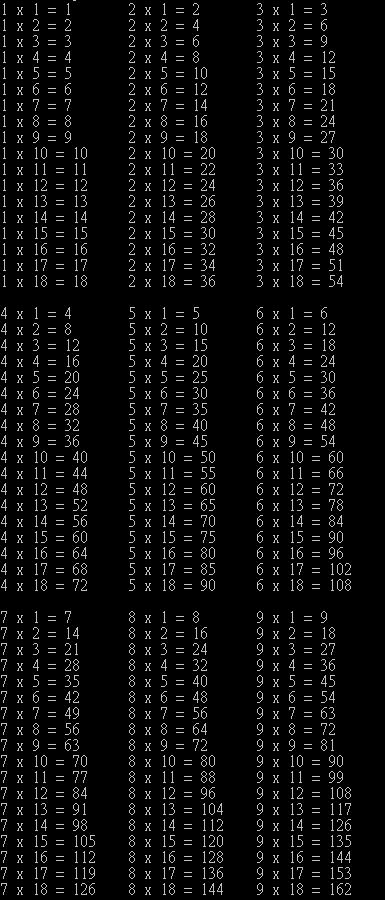 1 x 1 = 1 2 x 1 = 2 3 x 1 = 3
1 x 2 = 2 2 x 2 = 4 3 x 2 = 6
1 x 3 = 3 2 x 3 = 6 3 x 3 = 9
1 x 4 = 4 2 x 4 = 8 3 x 4 = 12
1 x 5 = 5 2 x 5 = 10 3 x 5 = 15
1 x 6 = 6 2 x 6 = 12 3 x 6 = 18
1 x 7 = 7 2 x 7 = 14 3 x 7 = 21
1 x 8 = 8 2 x 8 = 16 3 x 8 = 24
1 x 9 = 9 2 x 9 = 18 3 x 9 = 27
1 x 10 = 10 2 x 10 = 20 3 x 10 = 30
1 x 11 = 11 2 x 11 = 22 3 x 11 = 33
1 x 12 = 12 2 x 12 = 24 3 x 12 = 36
1 x 13 = 13 2 x 13 = 26 3 x 13 = 39
1 x 14 = 14 2 x 14 = 28 3 x 14 = 42
1 x 15 = 15 2 x 15 = 30 3 x 15 = 45
1 x 16 = 16 2 x 16 = 32 3 x 16 = 48
1 x 17 = 17 2 x 17 = 34 3 x 17 = 51
1 x 18 = 18 2 x 18 = 36 3 x 18 = 54
4 x 1 = 4 5 x 1 = 5 6 x 1 = 6
4 x 2 = 8 5 x 2 = 10 6 x 2 = 12
4 x 3 = 12 5 x 3 = 15 6 x 3 = 18
4 x 4 = 16 5 x 4 = 20 6 x 4 = 24
4 x 5 = 20 5 x 5 = 25 6 x 5 = 30
4 x 6 = 24 5 x 6 = 30 6 x 6 = 36
4 x 7 = 28 5 x 7 = 35 6 x 7 = 42
4 x 8 = 32 5 x 8 = 40 6 x 8 = 48
4 x 9 = 36 5 x 9 = 45 6 x 9 = 54
4 x 10 = 40 5 x 10 = 50 6 x 10 = 60
4 x 11 = 44 5 x 11 = 55 6 x 11 = 66
4 x 12 = 48 5 x 12 = 60 6 x 12 = 72
4 x 13 = 52 5 x 13 = 65 6 x 13 = 78
4 x 14 = 56 5 x 14 = 70 6 x 14 = 84
4 x 15 = 60 5 x 15 = 75 6 x 15 = 90
4 x 16 = 64 5 x 16 = 80 6 x 16 = 96
4 x 17 = 68 5 x 17 = 85 6 x 17 = 102
4 x 18 = 72 5 x 18 = 90 6 x 18 = 108
7 x 1 = 7 8 x 1 = 8 9 x 1 = 9
7 x 2 = 14 8 x 2 = 16 9 x 2 = 18
7 x 3 = 21 8 x 3 = 24 9 x 3 = 27
7 x 4 = 28 8 x 4 = 32 9 x 4 = 36
7 x 5 = 35 8 x 5 = 40 9 x 5 = 45
7 x 6 = 42 8 x 6 = 48 9 x 6 = 54
7 x 7 = 49 8 x 7 = 56 9 x 7 = 63
7 x 8 = 56 8 x 8 = 64 9 x 8 = 72
7 x 9 = 63 8 x 9 = 72 9 x 9 = 81
7 x 10 = 70 8 x 10 = 80 9 x 10 = 90
7 x 11 = 77 8 x 11 = 88 9 x 11 = 99
7 x 12 = 84 8 x 12 = 96 9 x 12 = 108
7 x 13 = 91 8 x 13 = 104 9 x 13 = 117
7 x 14 = 98 8 x 14 = 112 9 x 14 = 126
7 x 15 = 105 8 x 15 = 120 9 x 15 = 135
7 x 16 = 112 8 x 16 = 128 9 x 16 = 144
7 x 17 = 119 8 x 17 = 136 9 x 17 = 153
7 x 18 = 126 8 x 18 = 144 9 x 18 = 162